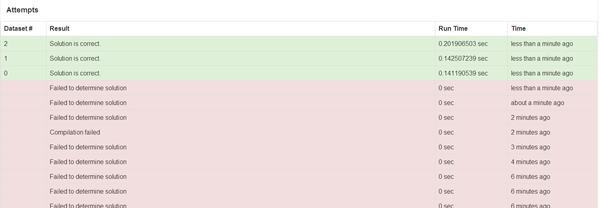 Attempts
Dataset # Result Run Time Time
2 Solution is correct. 0.201906503 sec less than a minute ago
1 Solution is correct. 0.142507239 sec less than a minute ago
0 Solution is correct. 0.141190539 sec less than a minute ago
Failed to determine solution 0 sec less than a minute ago
Failed to determine solution 0 sec about a minute ago
Failed to determine solution 0 sec 2 minutes ago
Compilation failed 0 sec 2 minutes ago
Failed to determine solution 0 sec 3 minutes ago
Failed to determine solution 0 sec 4 minutes ago
Failed to determine solution 0 sec 6 minutes ago
Failed to determine solution 0 sec 6 minutes ago
Failed to determine solution 0 sec 6 minutes ago